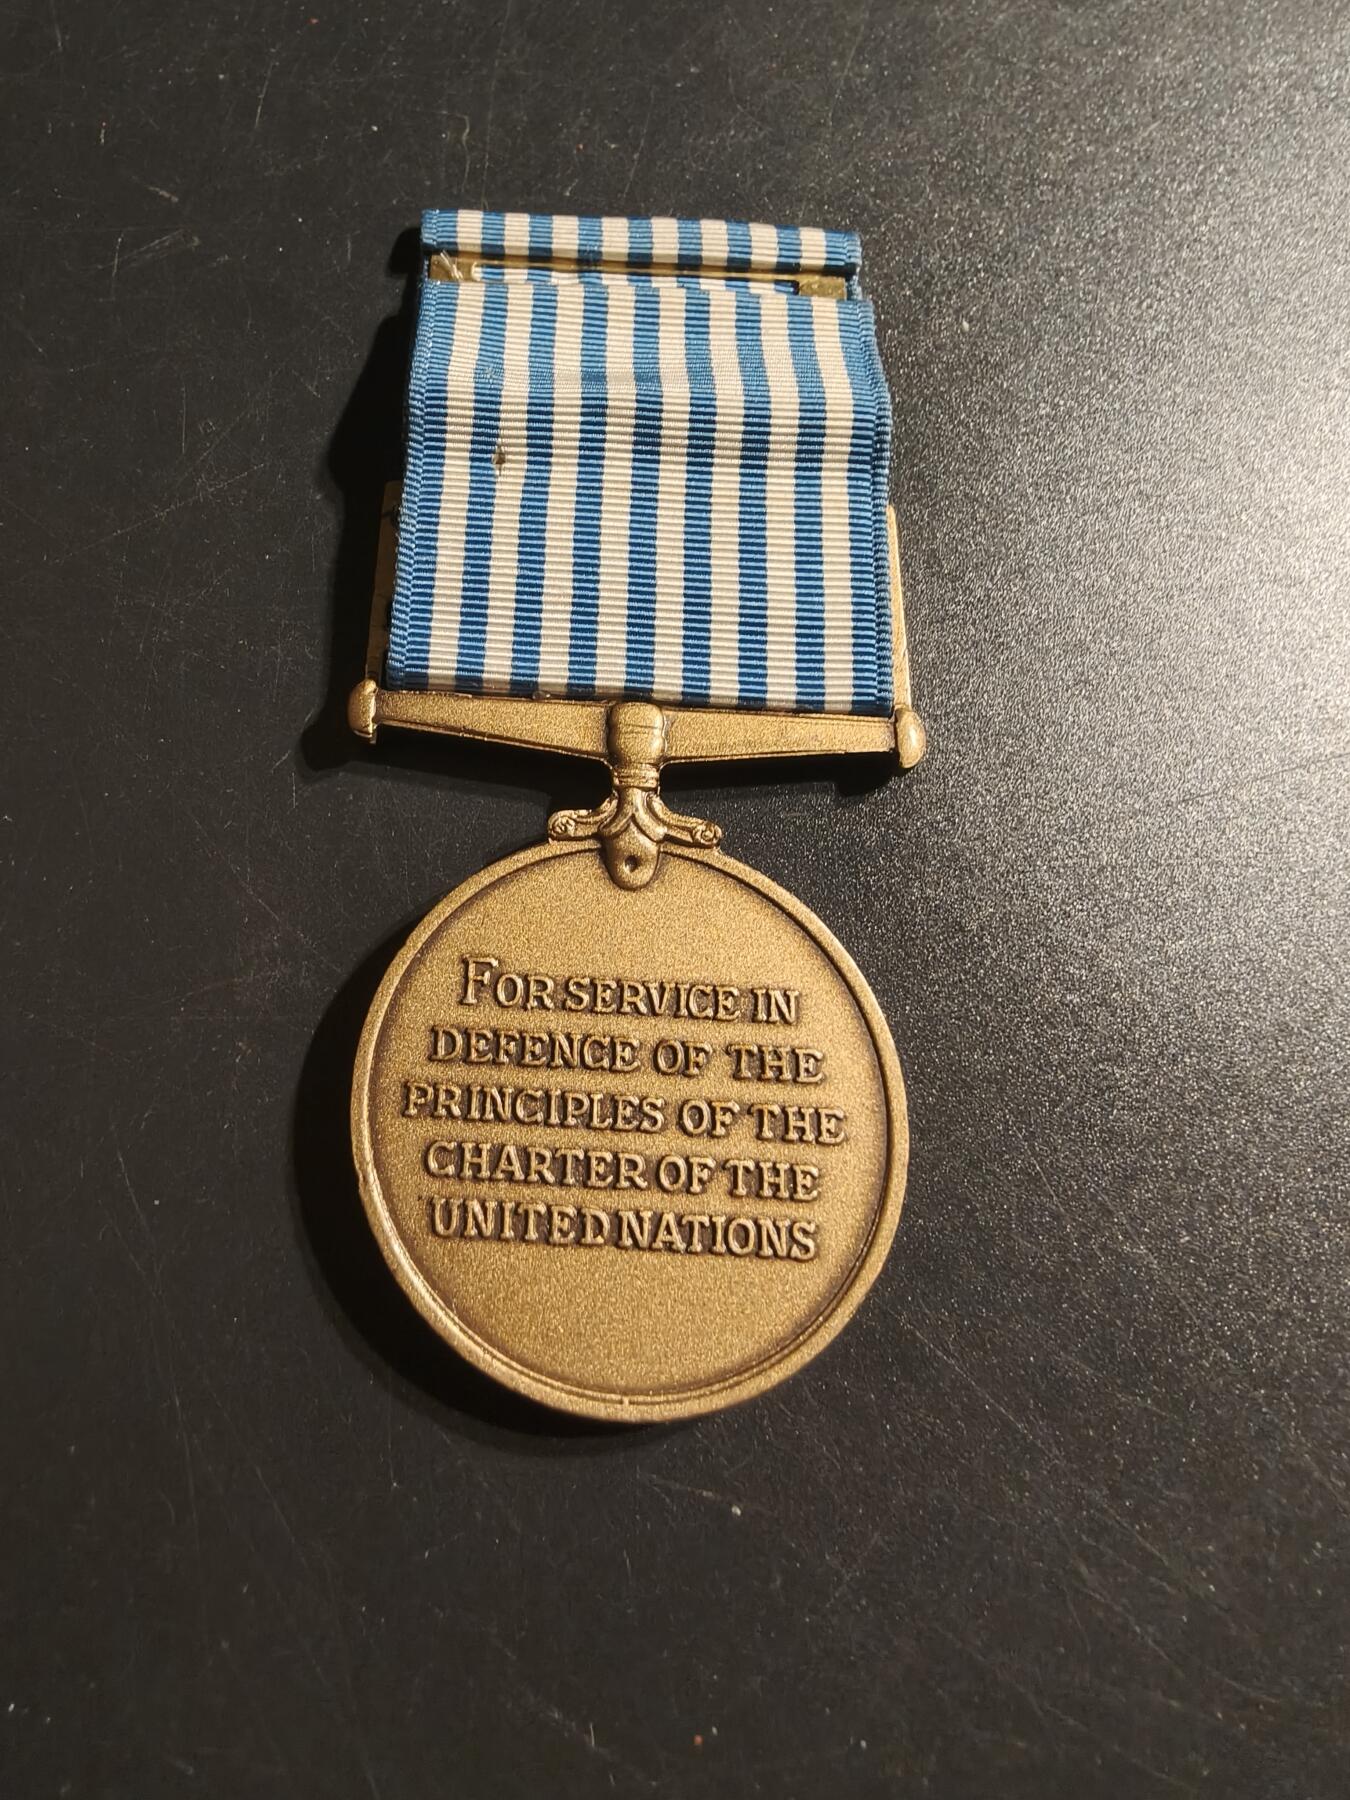 FOR SERVICE IN
DEFENCE OF THE
PRINCIPLES OF THE
CHARTER OF THE
UNITED NATIONS